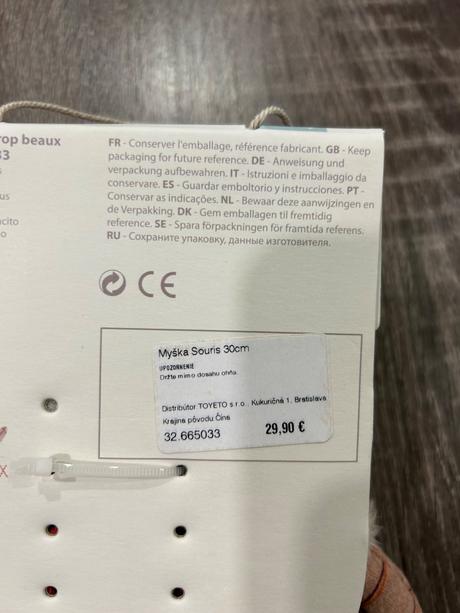 rop beaux
33
us
cito
o
FR - Conserver l'emballage, référence fabricant. GB - Keep
packaging for future reference. DE - Anweisung und
verpackung aufbewahren. IT - Istruzioni e imballaggio da
conservare. ES - Guardar emboltorio y instrucciones. PT -
Conservar as indicações. NL - Bewaar deze aanwijzingen en
de Verpakking. DK - Gem emballagen til fremtidig
reference. SE - Spara förpackningen för framtida referens.
RU - Сохраните упаковку, данные изготовителя.
CE
Myška Souris 30cm
UPOZORNENIE
Držte mimo dosahu ohňa.
Distribútor TOYETO s.r.o., Kukuričná 1, Bratislava
Krajina pôvodu Čína
32.665033
29,90 €
X